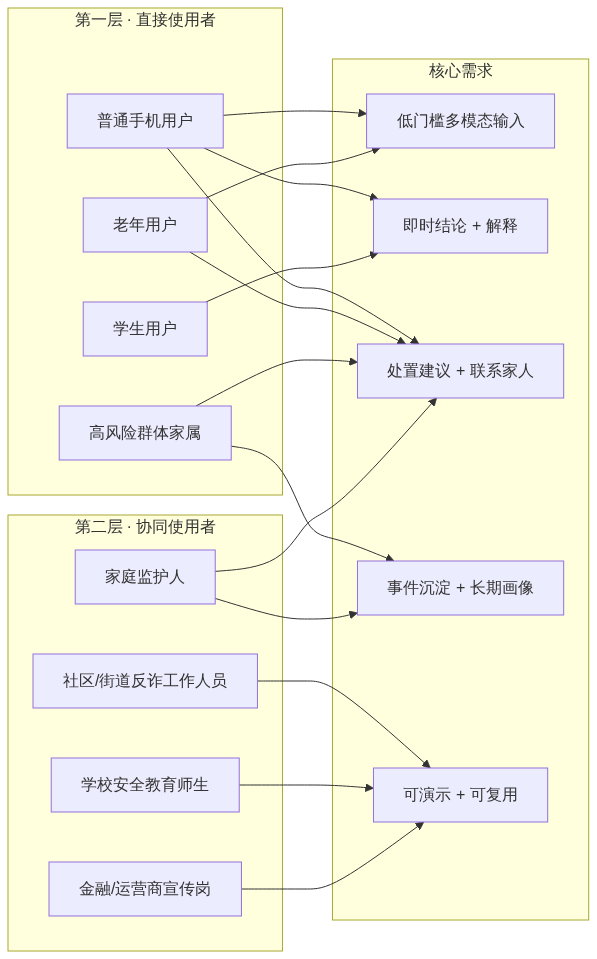 第一层 · 直接使用者
普通手机用户
老年用户
学生用户
高风险群体家属
第二层 · 协同使用者
家庭监护人
社区/街道反诈工作人员
学校安全教育师生
金融/运营商宣传岗
核心需求
低门槛多模态输入
即时结论 + 解释
处置建议 + 联系家人
事件沉淀 + 长期画像
可演示 + 可复用